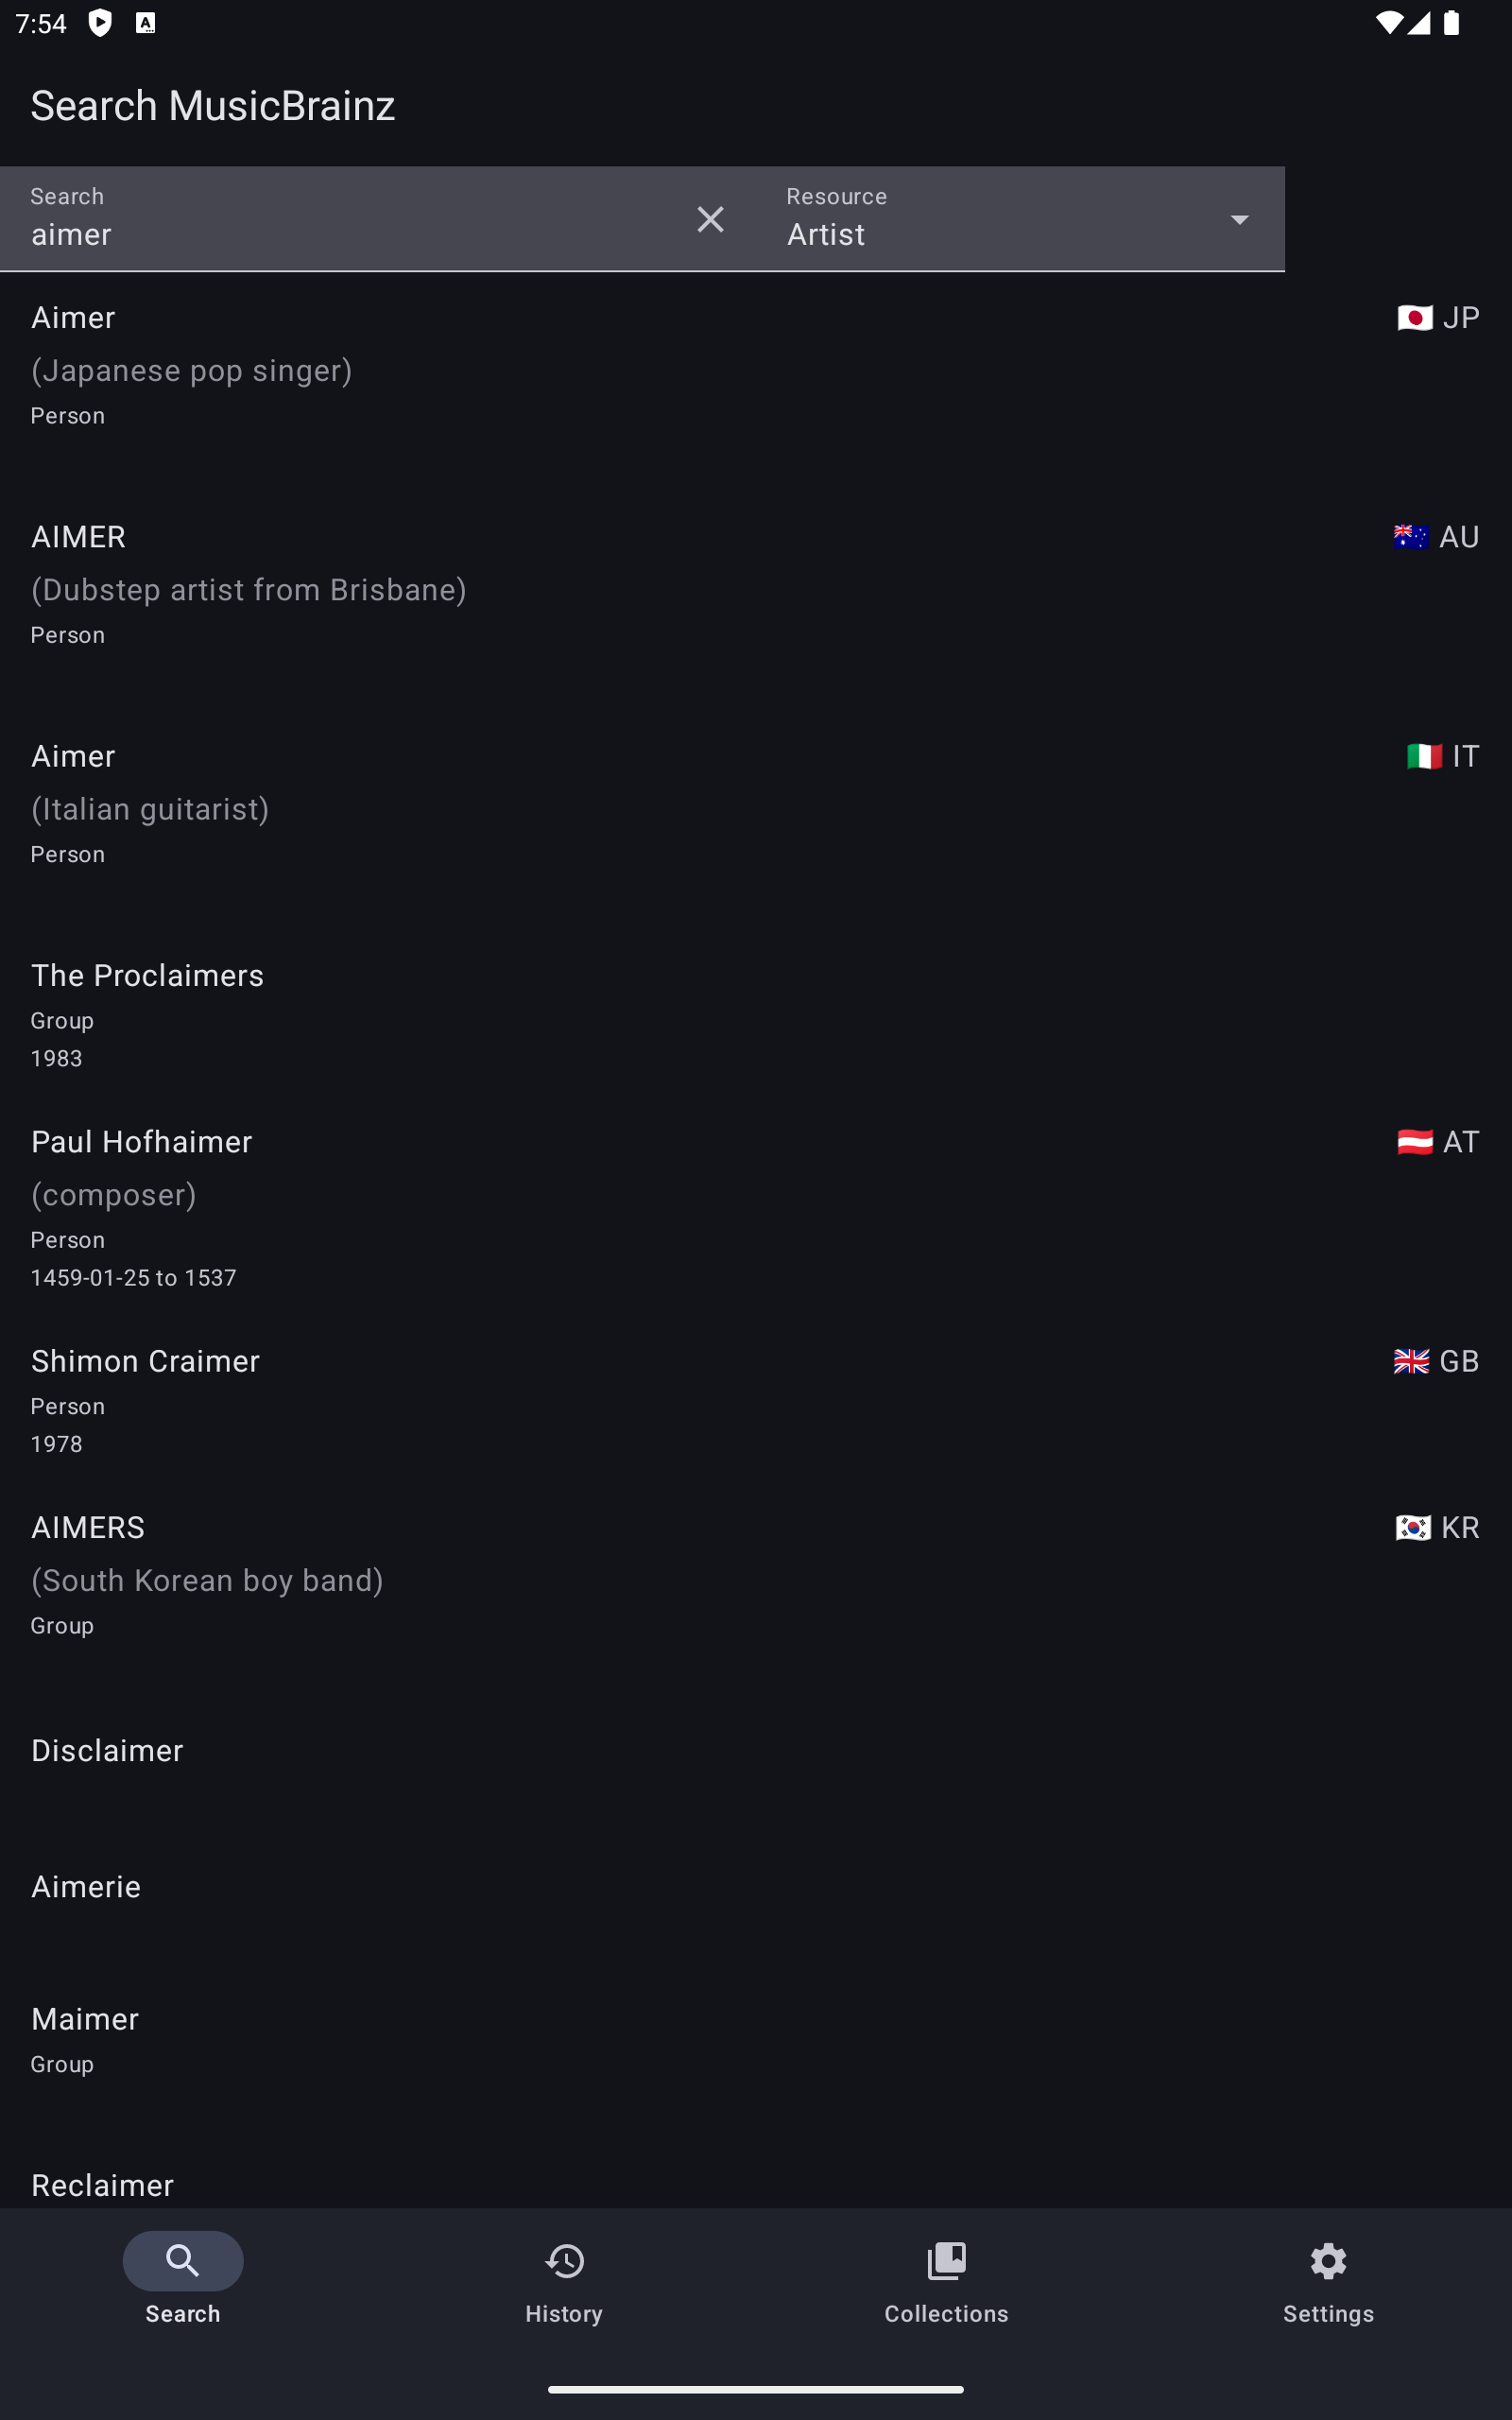 7:54
Search MusicBrainz
Search
aimer
Resource
Artist
Aimer
JP
(Japanese pop singer)
Person
AIMER
AU
(Dubstep artist from Brisbane)
Person
Aimer
IT
(Italian guitarist)
Person
The Proclaimers
Group
1983
Paul Hofhaimer
AT
(composer)
Person
1459-01-25 to 1537
Shimon Craimer
GB
Person
1978
AIMERS
KR
(South Korean boy band)
Group
Disclaimer
Aimerie
Maimer
Group
Reclaimer
Search
History
Collections
Settings